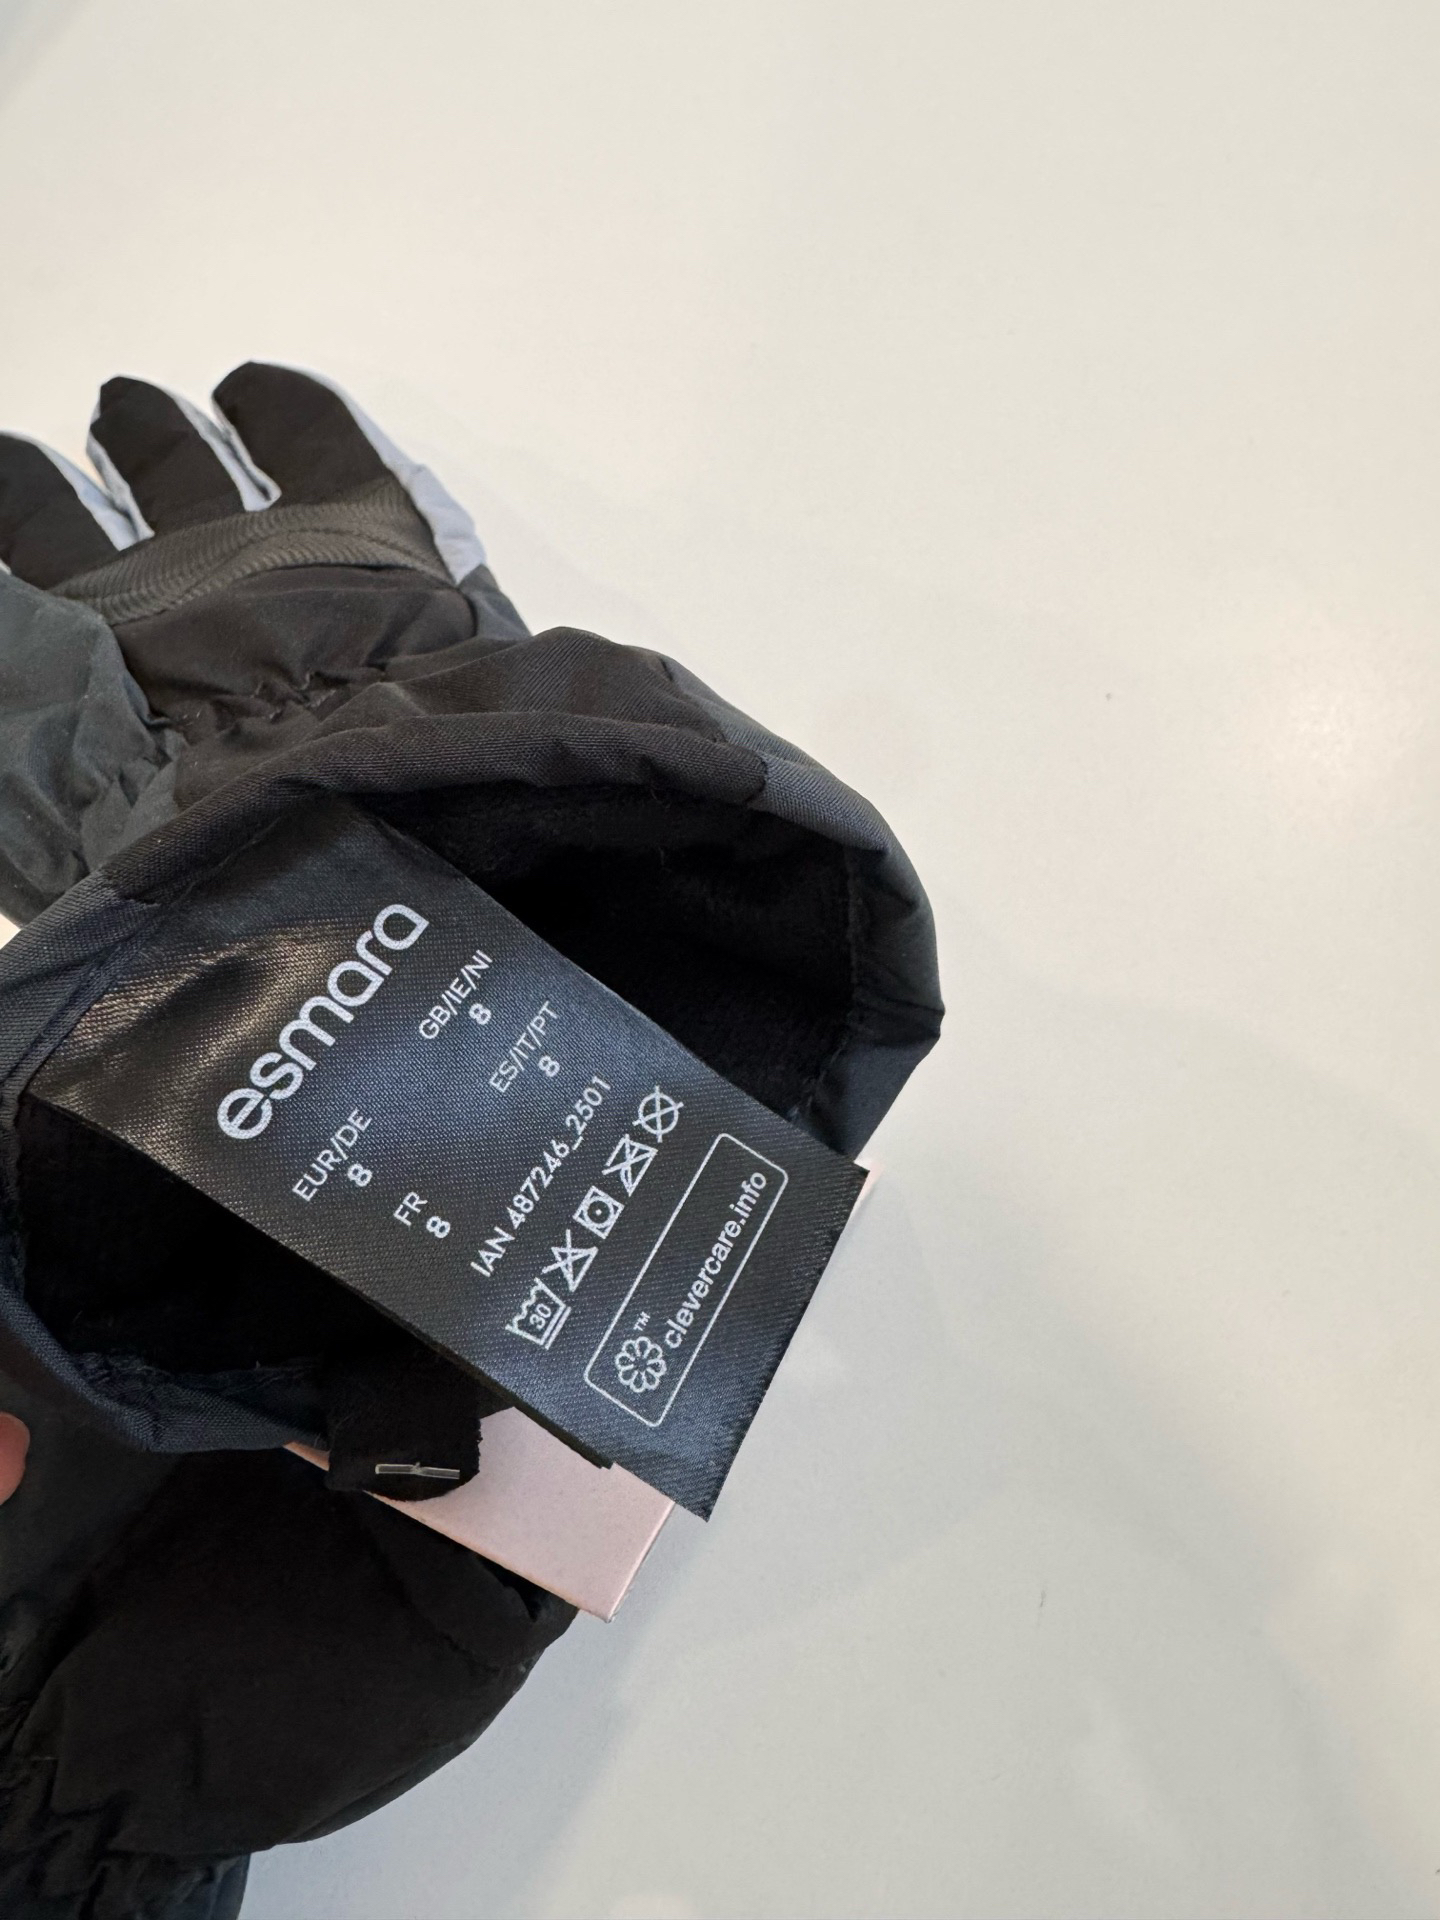 esmara
EUR/DE GB/IE/NI
8 8
FR ES/IT/PT
8 8
IAN 487246_2501
30
™
clevercare.info